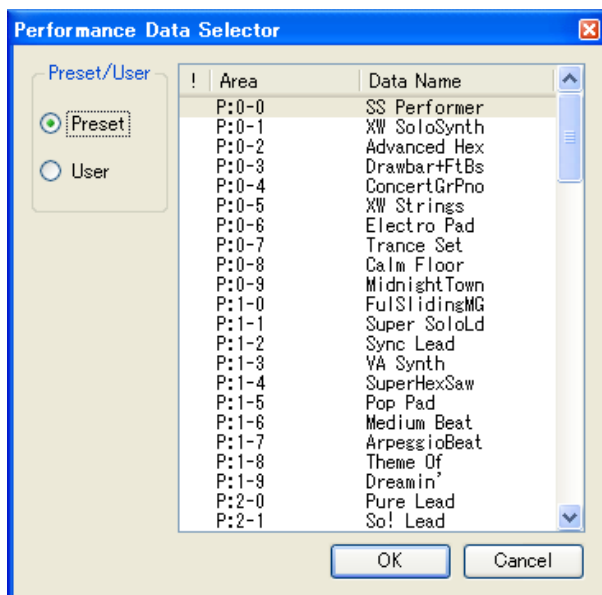 Performance Data Selector
Preset/User
Preset
User
! Area Data Name
P:0-0 SS Performer
P:0-1 XW SoloSynth
P:0-2 Advanced Hex
P:0-3 Drawbar+FtBs
P:0-4 ConcertGrPno
P:0-5 XW Strings
P:0-6 Electro Pad
P:0-7 Trance Set
P:0-8 Calm Floor
P:0-9 MidnightTown
P:1-0 FulSlidingMG
P:1-1 Super SoloLd
P:1-2 Sync Lead
P:1-3 VA Synth
P:1-4 SuperHexSaw
P:1-5 Pop Pad
P:1-6 Medium Beat
P:1-7 ArpeggioBeat
P:1-8 Theme Of
P:1-9 Dreamin'
P:2-0 Pure Lead
P:2-1 So! Lead
OK Cancel